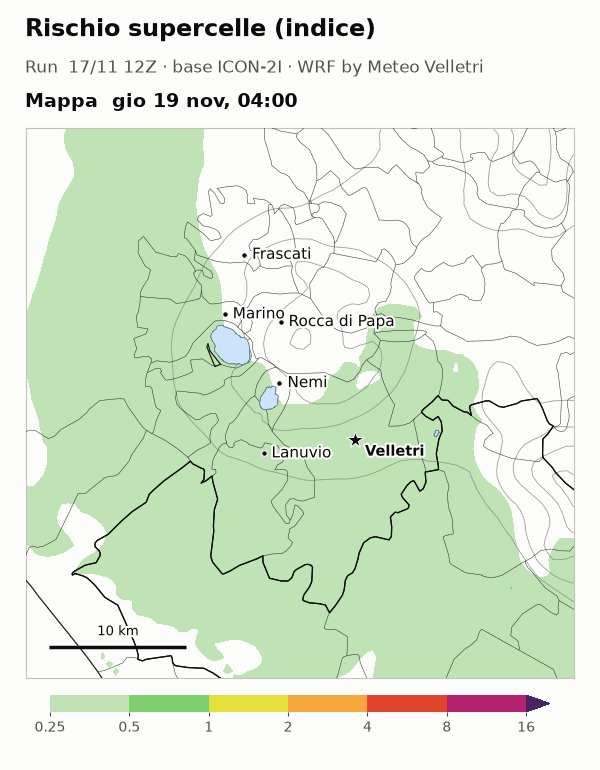 Rischio supercelle (indice)
Run  17/11 12Z · base ICON-2I · WRF by Meteo Velletri
Mappa  gio 19 nov, 04:00
Frascati
Marino
Rocca di Papa
Nemi
Velletri
Lanuvio
10 km
0.25 0.5 1 2 4 8 16